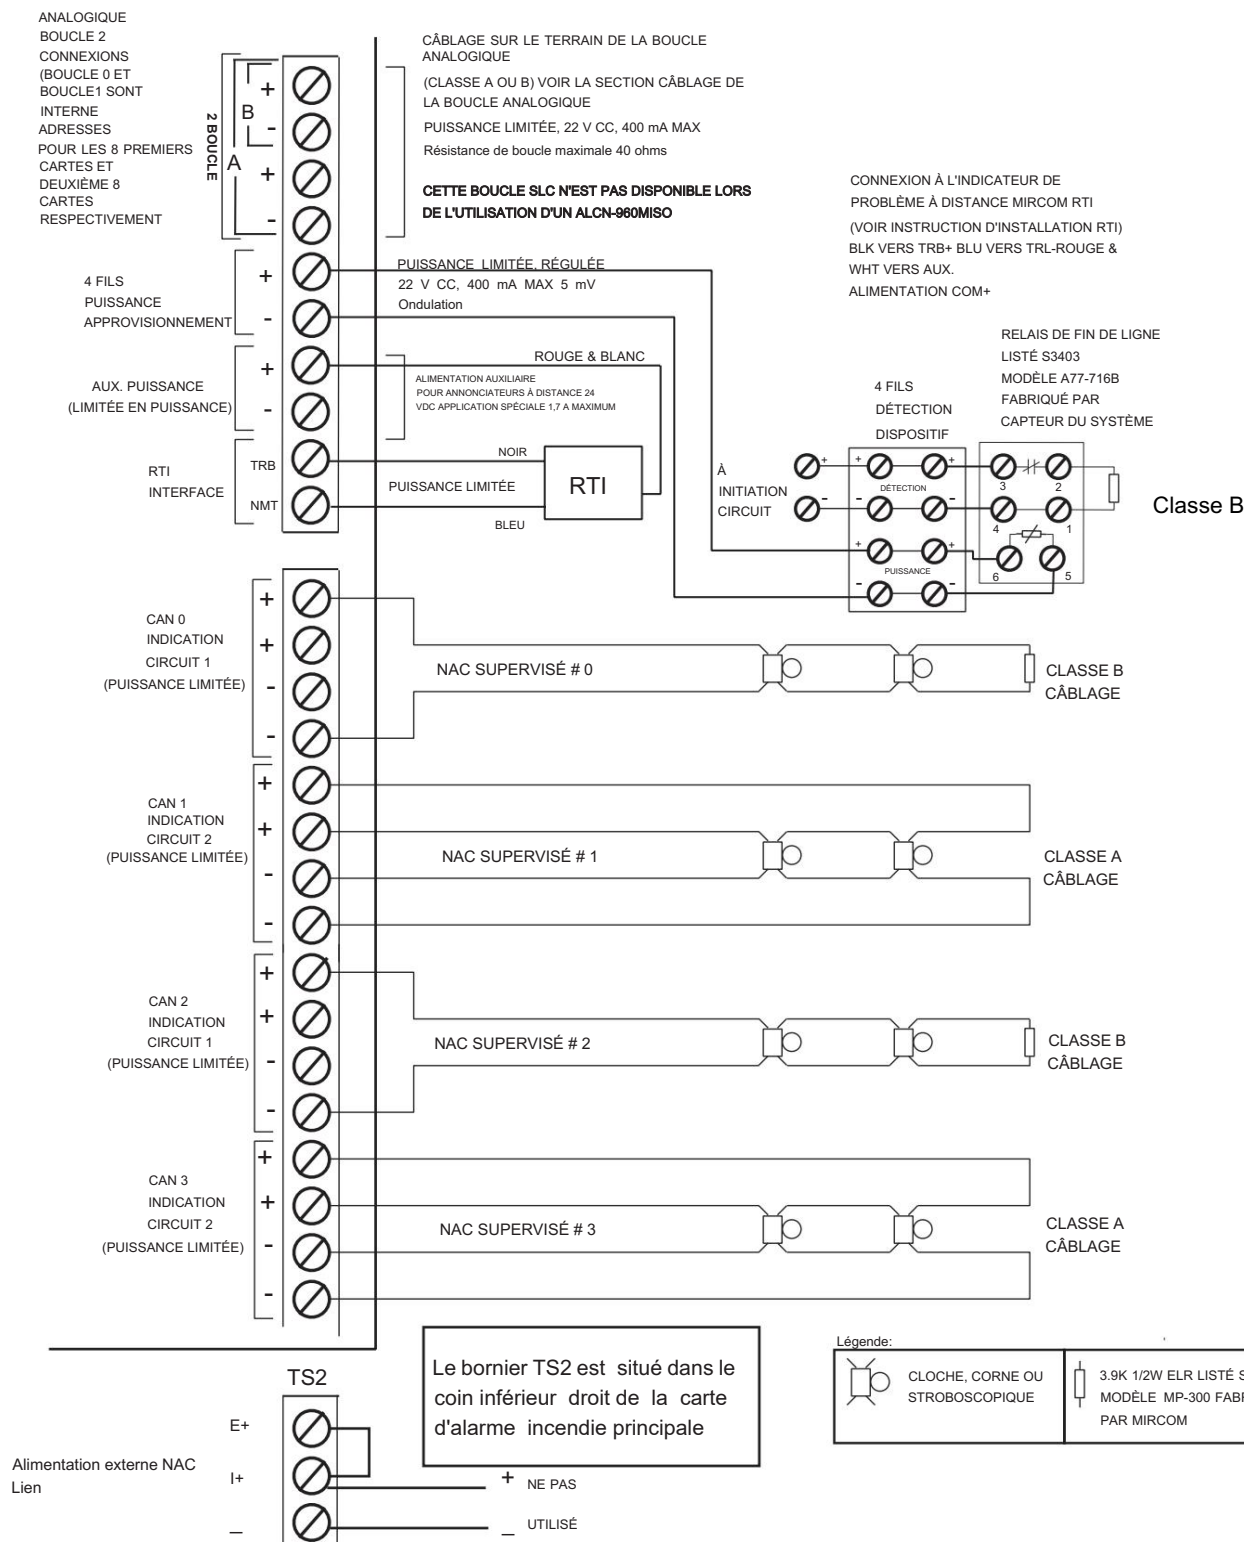 ANALOGIQUE
BOUCLE 2
CONNEXIONS
(BOUCLE 0 ET
BOUCLE1 SONT
INTERNE
ADRESSES
POUR LES 8 PREMIERS
CARTES ET
DEUXIÈME 8
CARTES
RESPECTIVEMENT
2 BOUCLE
A
B
+
-
+
-
CÂBLAGE SUR LE TERRAIN DE LA BOUCLE
ANALOGIQUE
(CLASSE A OU B) VOIR LA SECTION CÂBLAGE DE
LA BOUCLE ANALOGIQUE
PUISSANCE LIMITÉE, 22 V CC, 400 mA MAX
Résistance de boucle maximale 40 ohms
CETTE BOUCLE SLC N'EST PAS DISPONIBLE LORS
DE L'UTILISATION D'UN ALCN-960MISO
CONNEXION À L'INDICATEUR DE
PROBLÈME À DISTANCE MIRCOM RTI
(VOIR INSTRUCTION D'INSTALLATION RTI)
BLK VERS TRB+ BLU VERS TRL-ROUGE &
WHT VERS AUX.
ALIMENTATION COM+
4 FILS
PUISSANCE
APPROVISIONNEMENT
+
-
PUISSANCE LIMITÉE, RÉGULÉE
22 V CC, 400 mA MAX 5 mV
Ondulation
AUX. PUISSANCE
(LIMITÉE EN PUISSANCE)
+
-
ROUGE & BLANC
ALIMENTATION AUXILIAIRE
POUR ANNONCIATEURS À DISTANCE 24
VDC APPLICATION SPÉCIALE 1,7 A MAXIMUM
RTI
INTERFACE
TRB
NMT
NOIR
PUISSANCE LIMITÉE
BLEU
RTI
4 FILS
DÉTECTION
DISPOSITIF
RELAIS DE FIN DE LIGNE
LISTÉ S3403
MODÈLE A77-716B
FABRIQUÉ PAR
CAPTEUR DU SYSTÈME
À
INITIATION
CIRCUIT
+ + +
DÉTECTION
- - -
+ +
PUISSANCE
- -
3 2
4 1
6 5
Classe B
CAN 0
INDICATION
CIRCUIT 1
(PUISSANCE LIMITÉE)
+
+
-
-
NAC SUPERVISÉ # 0
CLASSE B
CÂBLAGE
CAN 1
INDICATION
CIRCUIT 2
(PUISSANCE LIMITÉE)
+
+
-
-
NAC SUPERVISÉ # 1
CLASSE A
CÂBLAGE
CAN 2
INDICATION
CIRCUIT 1
(PUISSANCE LIMITÉE)
+
+
-
-
NAC SUPERVISÉ # 2
CLASSE B
CÂBLAGE
CAN 3
INDICATION
CIRCUIT 2
(PUISSANCE LIMITÉE)
+
+
-
-
NAC SUPERVISÉ # 3
CLASSE A
CÂBLAGE
TS2
Le bornier TS2 est situé dans le
coin inférieur droit de la carte
d'alarme incendie principale
Légende:
CLOCHE, CORNE OU
STROBOSCOPIQUE
3.9K 1/2W ELR LISTÉ
MODÈLE MP-300
PAR MIRCOM
Alimentation externe NAC
Lien
E+
I+
_
+ NE PAS
_ UTILISÉ